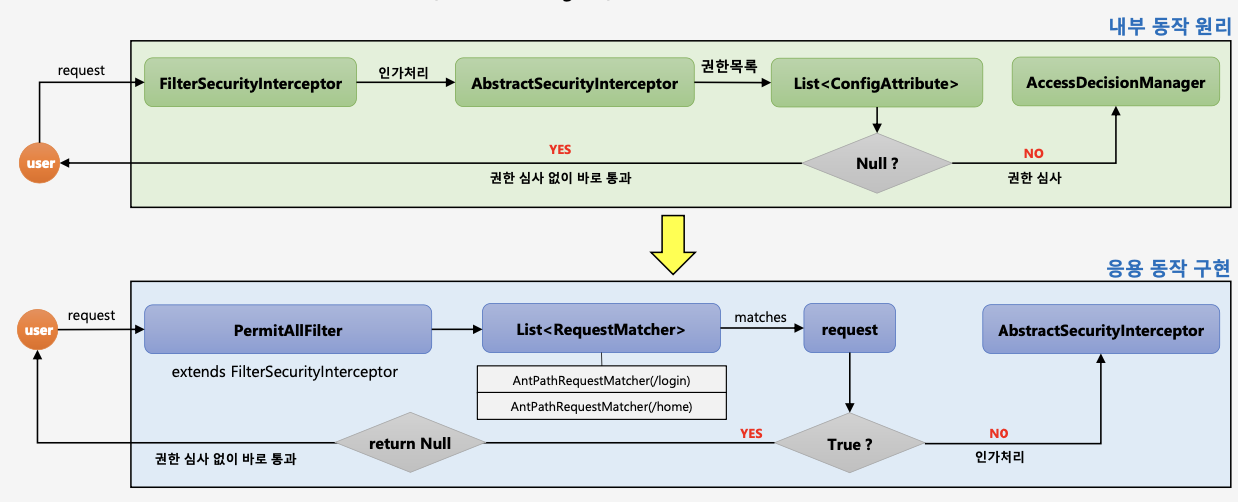 내부 동작 원리
request
FilterSecurityInterceptor
인가처리
AbstractSecurityInterceptor
권한목록
List<ConfigAttribute>
AccessDecisionManager
user
YES
Null ?
NO
권한 심사 없이 바로 통과
권한 심사
응용 동작 구현
user
request
PermitAllFilter
List<RequestMatcher>
matches
request
AbstractSecurityInterceptor
extends FilterSecurityInterceptor
AntPathRequestMatcher(/login)
AntPathRequestMatcher(/home)
return Null
YES
True ?
NO
권한 심사 없이 바로 통과
인가처리